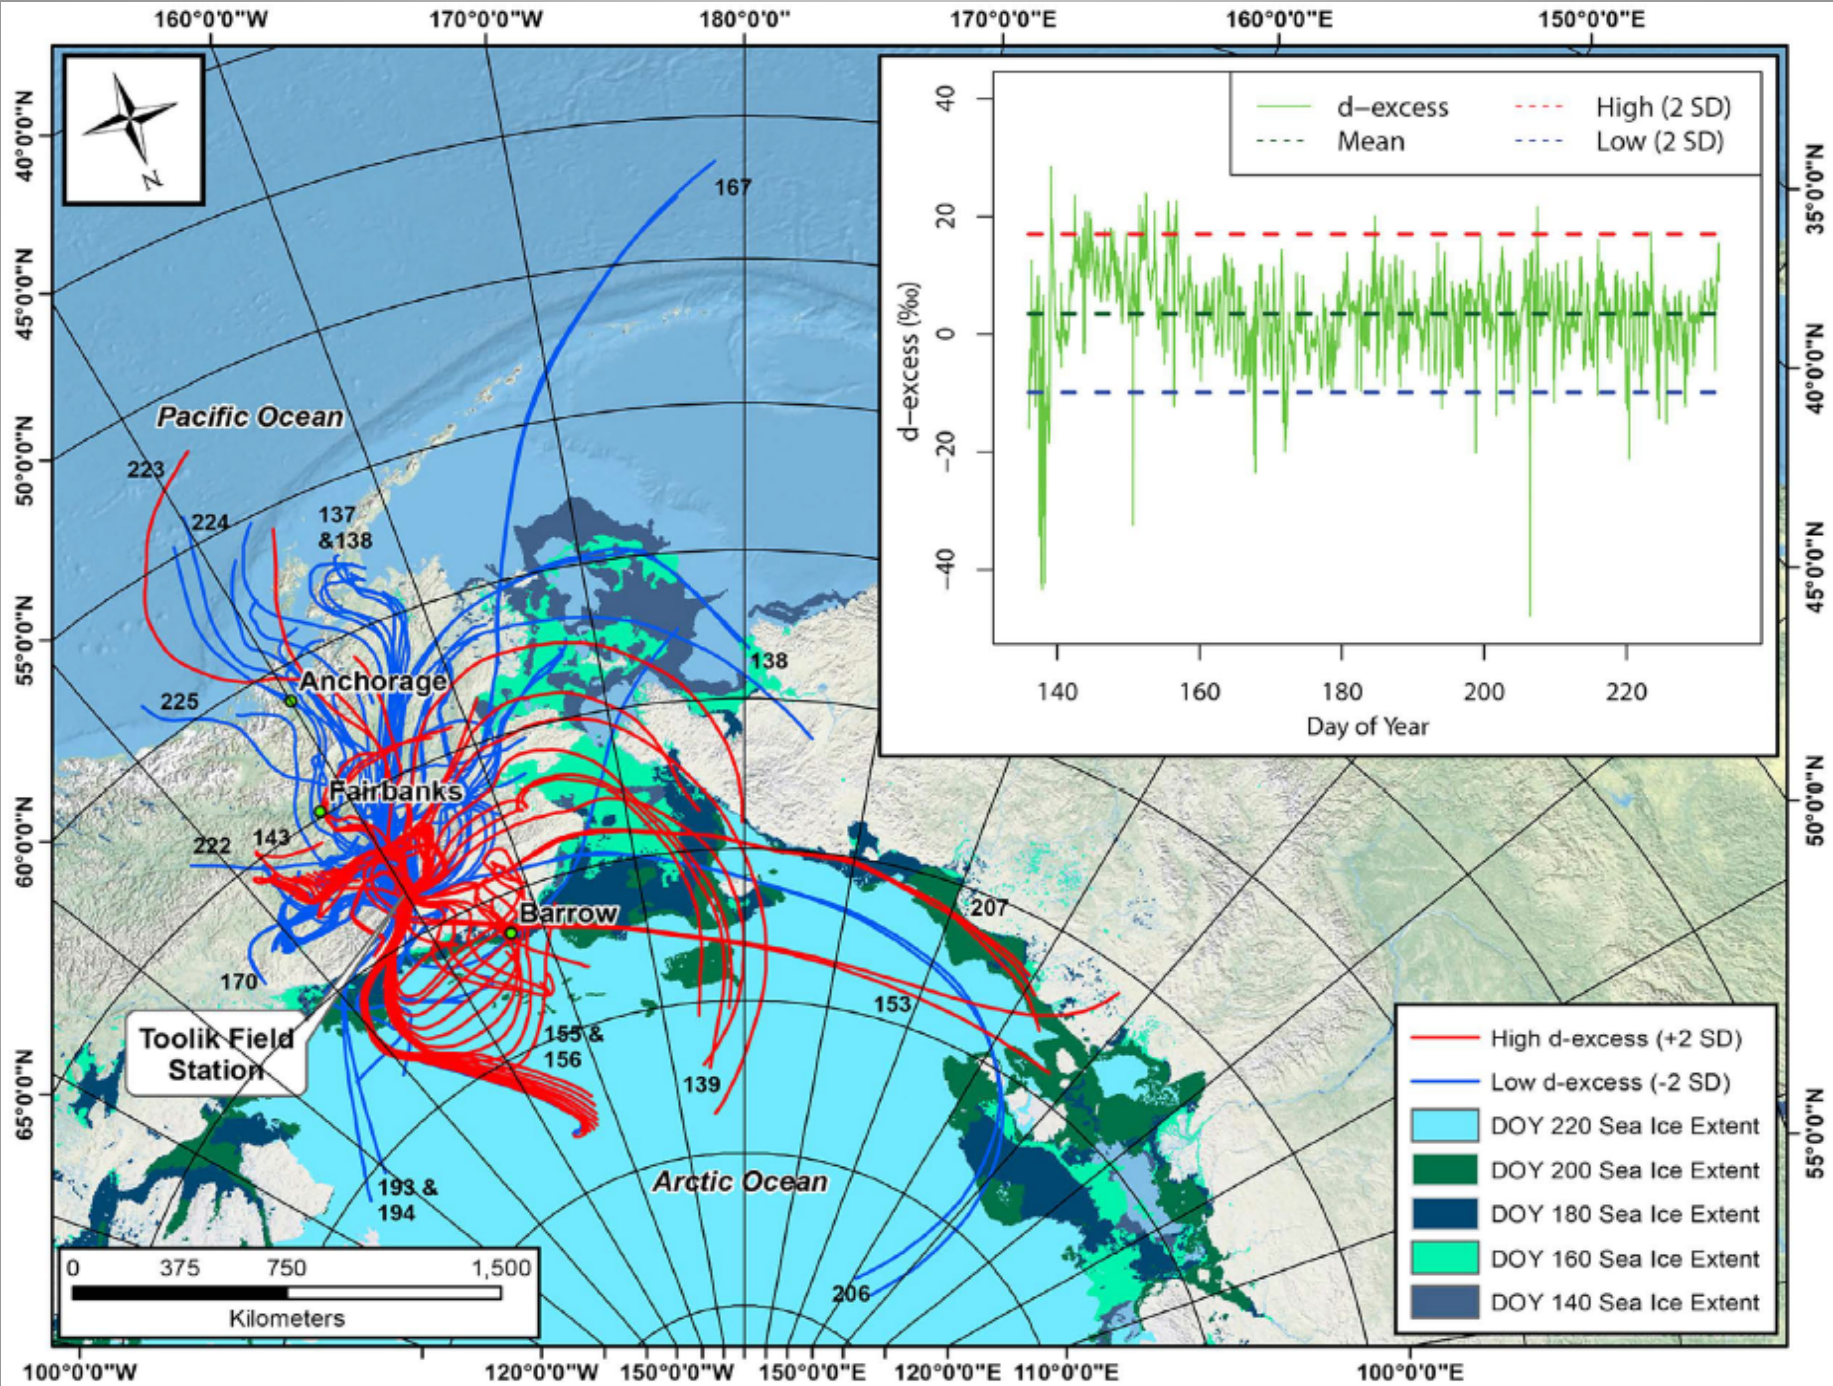 160°0'0"W 170°0'0"W 180°0'0" 170°0'0"E 160°0'0"E 150°0'0"E
40°0'0"N
45°0'0"N
50°0'0"N
55°0'0"N
60°0'0"N
65°0'0"N
N
167
Pacific Ocean
223
224
137
&138
138
Anchorage
225
Fairbanks
222
143
Barrow
207
170
153
Toolik Field
Station
155 &
156
139
Arctic Ocean
193 &
194
206
0 375 750 1,500
Kilometers
d-excess
High (2 SD)
Mean
Low (2 SD)
d-excess (‰)
40
20
0
-20
-40
140 160 180 200 220
Day of Year
35°0'0"N
40°0'0"N
45°0'0"N
50°0'0"N
55°0'0"N
High d-excess (+2 SD)
Low d-excess (-2 SD)
DOY 220 Sea Ice Extent
DOY 200 Sea Ice Extent
DOY 180 Sea Ice Extent
DOY 160 Sea Ice Extent
DOY 140 Sea Ice Extent
100°0'0"W 120°0'0"W 150°0'0"W 150°0'0"E 120°0'0"E 110°0'0"E 100°0'0"E